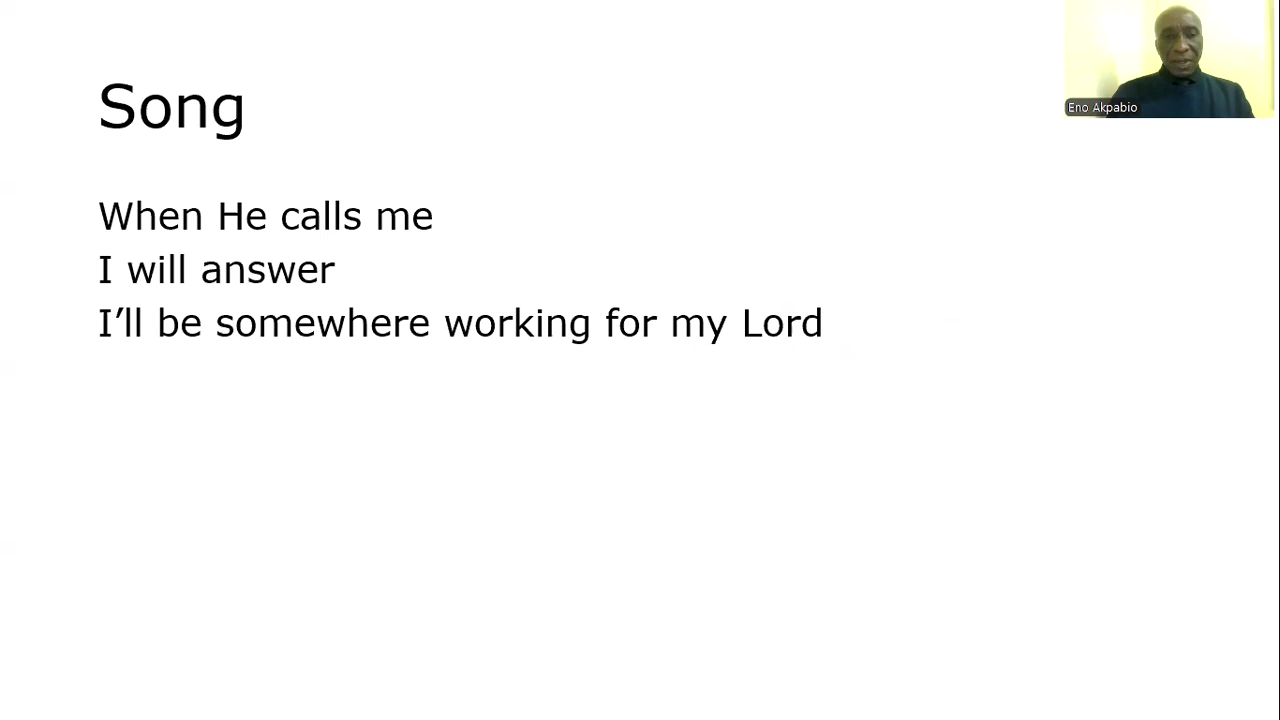 Song
Eno Akpabio
When He calls me
I will answer
I’ll be somewhere working for my Lord